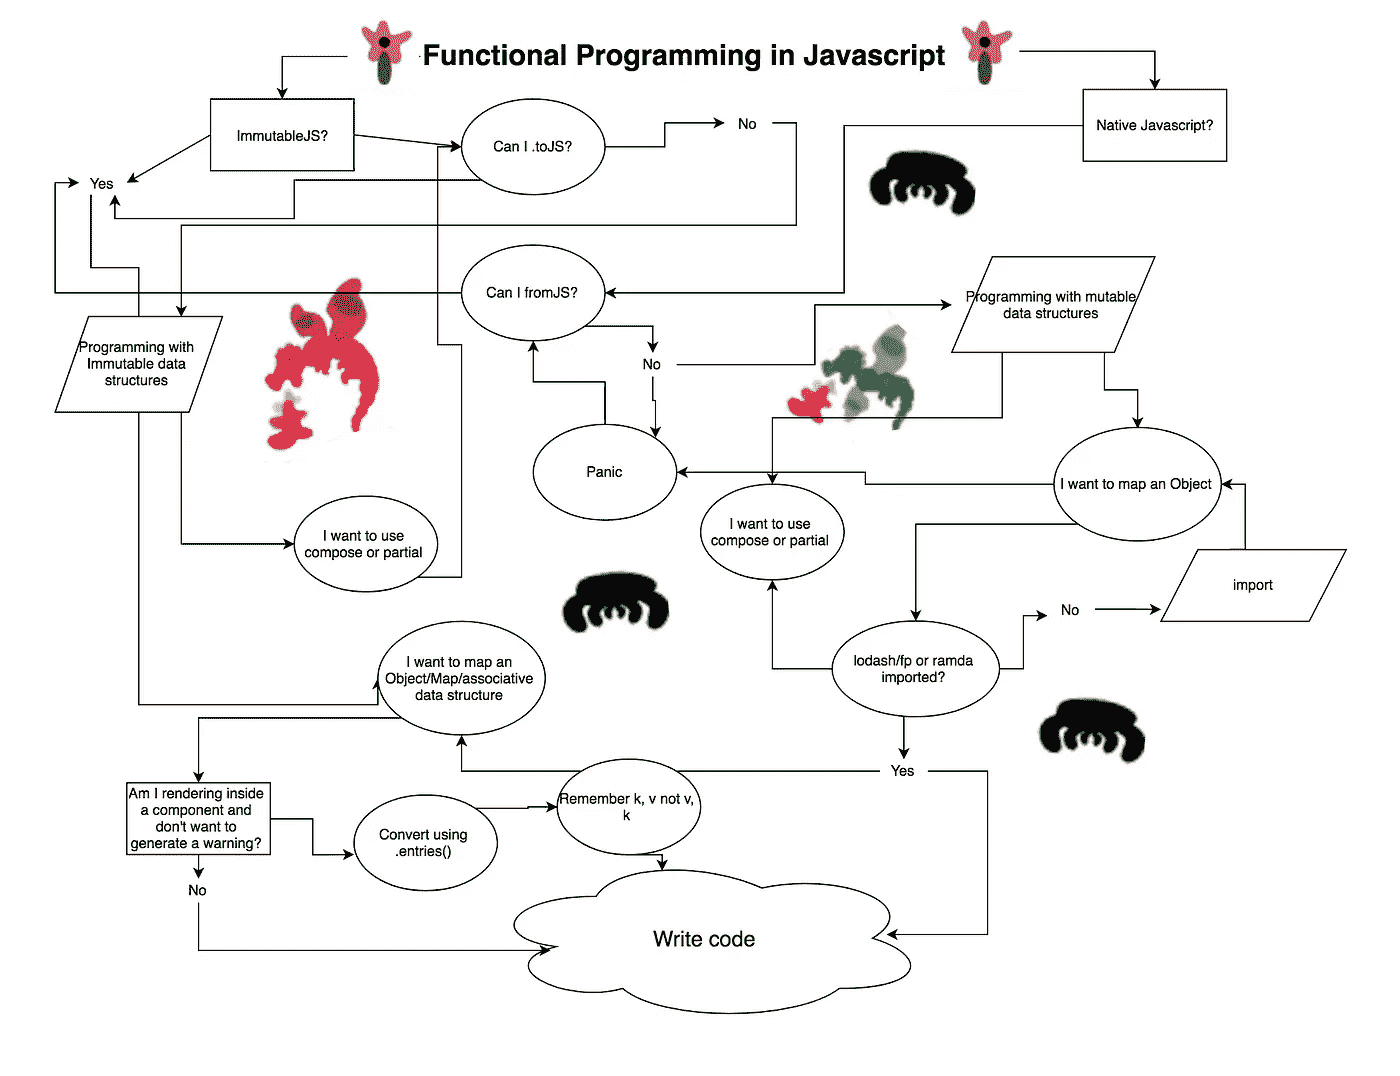 Functional Programming in Javascript
ImmutableJS?
Can I .toJS?
No
Native Javascript?
Yes
Can I fromJS?
Programming with mutable
data structures
No
Programming with
Immutable data
structures
Panic
I want to map an Object
I want to use
compose or partial
I want to use
compose or partial
import
No
I want to map an
Object/Map/associative
data structure
lodash/fp or ramda
imported?
Yes
Am I rendering inside
a component and
don't want to
generate a warning?
Convert using
.entries()
Remember k, v not v,
k
No
Write code